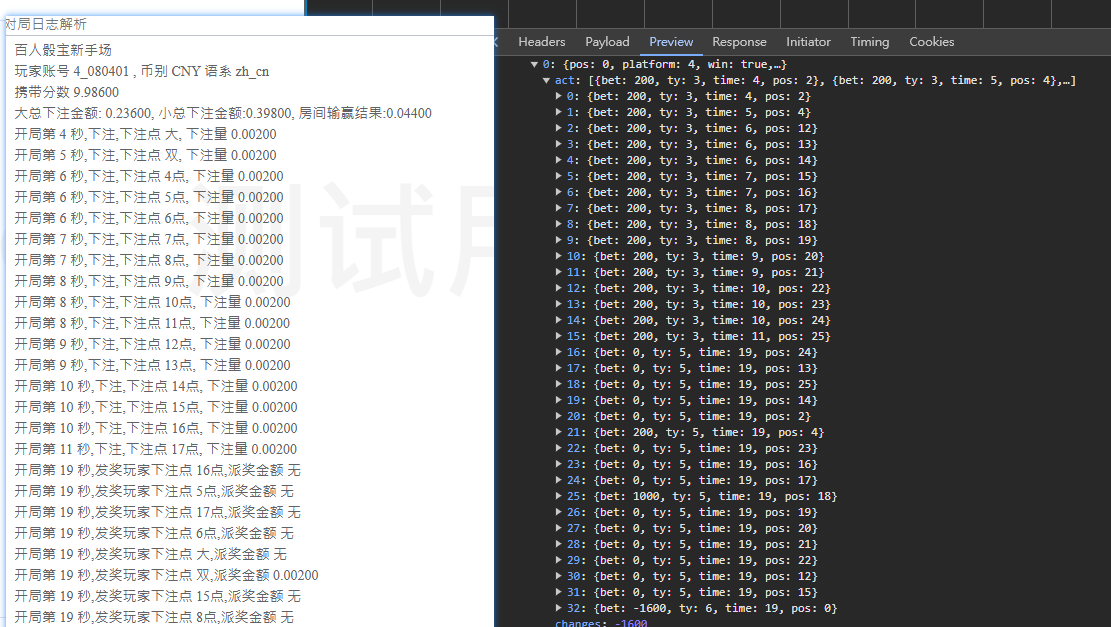 对局日志解析
百人骰宝新手场
玩家账号 4_080401 , 币别 CNY 语系 zh_cn
携带分数 9.98600
大总下注金额: 0.23600, 小总下注金额:0.39800, 房间输赢结果:0.04400
开局第 4 秒,下注,下注点 大, 下注量 0.00200
开局第 5 秒,下注,下注点 双, 下注量 0.00200
开局第 6 秒,下注,下注点 4点, 下注量 0.00200
开局第 6 秒,下注,下注点 5点, 下注量 0.00200
开局第 6 秒,下注,下注点 6点, 下注量 0.00200
开局第 7 秒,下注,下注点 7点, 下注量 0.00200
开局第 7 秒,下注,下注点 8点, 下注量 0.00200
开局第 8 秒,下注,下注点 9点, 下注量 0.00200
开局第 8 秒,下注,下注点 10点, 下注量 0.00200
开局第 8 秒,下注,下注点 11点, 下注量 0.00200
开局第 9 秒,下注,下注点 12点, 下注量 0.00200
开局第 9 秒,下注,下注点 13点, 下注量 0.00200
开局第 10 秒,下注,下注点 14点, 下注量 0.00200
开局第 10 秒,下注,下注点 15点, 下注量 0.00200
开局第 10 秒,下注,下注点 16点, 下注量 0.00200
开局第 11 秒,下注,下注点 17点, 下注量 0.00200
开局第 19 秒,发奖玩家下注点 16点,派奖金额 无
开局第 19 秒,发奖玩家下注点 5点,派奖金额 无
开局第 19 秒,发奖玩家下注点 17点,派奖金额 无
开局第 19 秒,发奖玩家下注点 6点,派奖金额 无
开局第 19 秒,发奖玩家下注点 大,派奖金额 无
开局第 19 秒,发奖玩家下注点 双,派奖金额 0.00200
开局第 19 秒,发奖玩家下注点 15点,派奖金额 无
开局第 19 秒,发奖玩家下注点 8点,派奖金额 无
测试
Headers Payload Preview Response Initiator Timing Cookies
0: {pos: 0, platform: 4, win: true,…}
act: [{bet: 200, ty: 3, time: 4, pos: 2}, {bet: 200, ty: 3, time: 5, pos: 4},…]
0: {bet: 200, ty: 3, time: 4, pos: 2}
1: {bet: 200, ty: 3, time: 5, pos: 4}
2: {bet: 200, ty: 3, time: 6, pos: 12}
3: {bet: 200, ty: 3, time: 6, pos: 13}
4: {bet: 200, ty: 3, time: 6, pos: 14}
5: {bet: 200, ty: 3, time: 7, pos: 15}
6: {bet: 200, ty: 3, time: 7, pos: 16}
7: {bet: 200, ty: 3, time: 8, pos: 17}
8: {bet: 200, ty: 3, time: 8, pos: 18}
9: {bet: 200, ty: 3, time: 8, pos: 19}
10: {bet: 200, ty: 3, time: 9, pos: 20}
11: {bet: 200, ty: 3, time: 9, pos: 21}
12: {bet: 200, ty: 3, time: 10, pos: 22}
13: {bet: 200, ty: 3, time: 10, pos: 23}
14: {bet: 200, ty: 3, time: 10, pos: 24}
15: {bet: 200, ty: 3, time: 11, pos: 25}
16: {bet: 0, ty: 5, time: 19, pos: 24}
17: {bet: 0, ty: 5, time: 19, pos: 13}
18: {bet: 0, ty: 5, time: 19, pos: 25}
19: {bet: 0, ty: 5, time: 19, pos: 14}
20: {bet: 0, ty: 5, time: 19, pos: 2}
21: {bet: 200, ty: 5, time: 19, pos: 4}
22: {bet: 0, ty: 5, time: 19, pos: 23}
23: {bet: 0, ty: 5, time: 19, pos: 16}
24: {bet: 0, ty: 5, time: 19, pos: 17}
25: {bet: 1000, ty: 5, time: 19, pos: 18}
26: {bet: 0, ty: 5, time: 19, pos: 19}
27: {bet: 0, ty: 5, time: 19, pos: 20}
28: {bet: 0, ty: 5, time: 19, pos: 21}
29: {bet: 0, ty: 5, time: 19, pos: 22}
30: {bet: 0, ty: 5, time: 19, pos: 12}
31: {bet: 0, ty: 5, time: 19, pos: 15}
32: {bet: -1600, ty: 6, time: 19, pos: 0}
changes: -1600